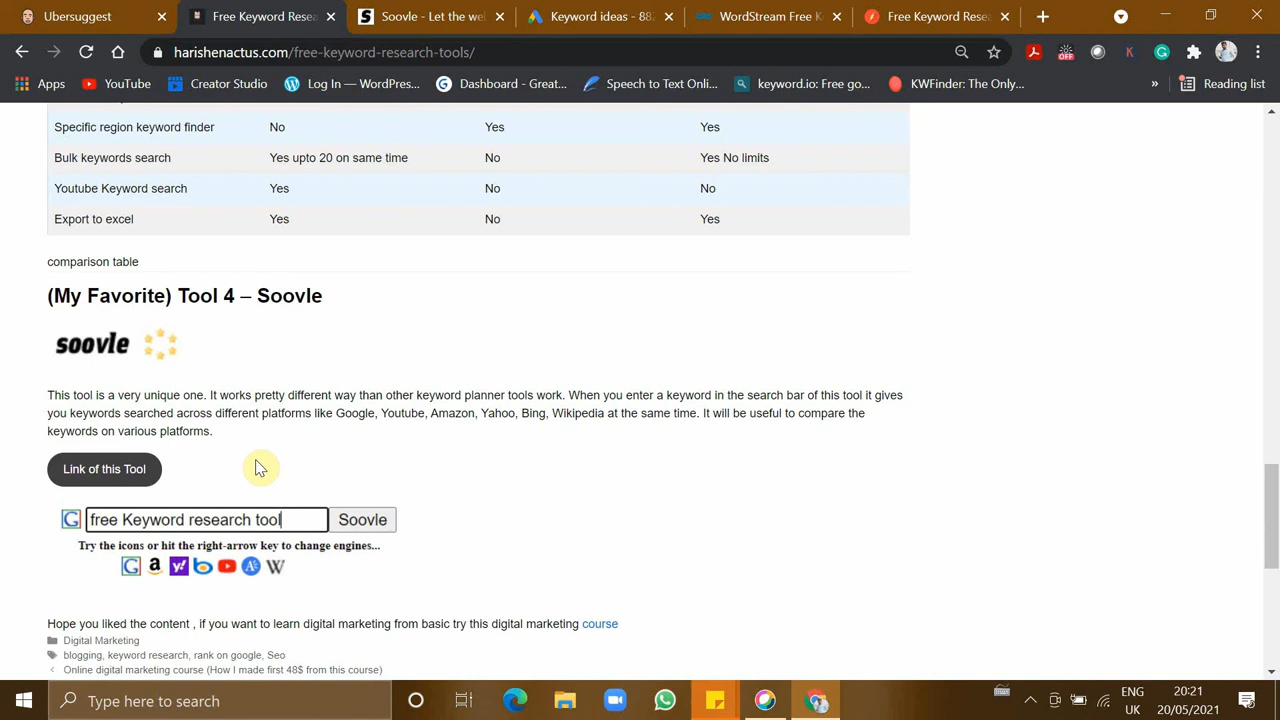 Ubersuggest
Free Keyword Resea
Soovle - Let the we
Keyword ideas - 882
WordStream Free K
Free Keyword Resea
harishenactus.com/free-keyword-research-tools/
Apps
YouTube
Creator Studio
Log In — WordPress...
Dashboard - Great...
Speech to Text Onli...
keyword.io: Free go...
KWFinder: The Only...
»
Reading list
Specific region keyword finder No Yes Yes
Bulk keywords search Yes upto 20 on same time No Yes No limits
Youtube Keyword search Yes No No
Export to excel Yes No Yes
comparison table
(My Favorite) Tool 4 – Soovle
soovle
This tool is a very unique one. It works pretty different way than other keyword planner tools work. When you enter a keyword in the search bar of this tool it gives
you keywords searched across different platforms like Google, Youtube, Amazon, Yahoo, Bing, Wikipedia at the same time. It will be useful to compare the
keywords on various platforms.
Link of this Tool
free Keyword research tool
Soovle
Try the icons or hit the right-arrow key to change engines...
Hope you liked the content , if you want to learn digital marketing from basic try this digital marketing course
Digital Marketing
blogging, keyword research, rank on google, Seo
Online digital marketing course (How I made first 48$ from this course)
Type here to search
ENG
UK
20:21
20/05/2021